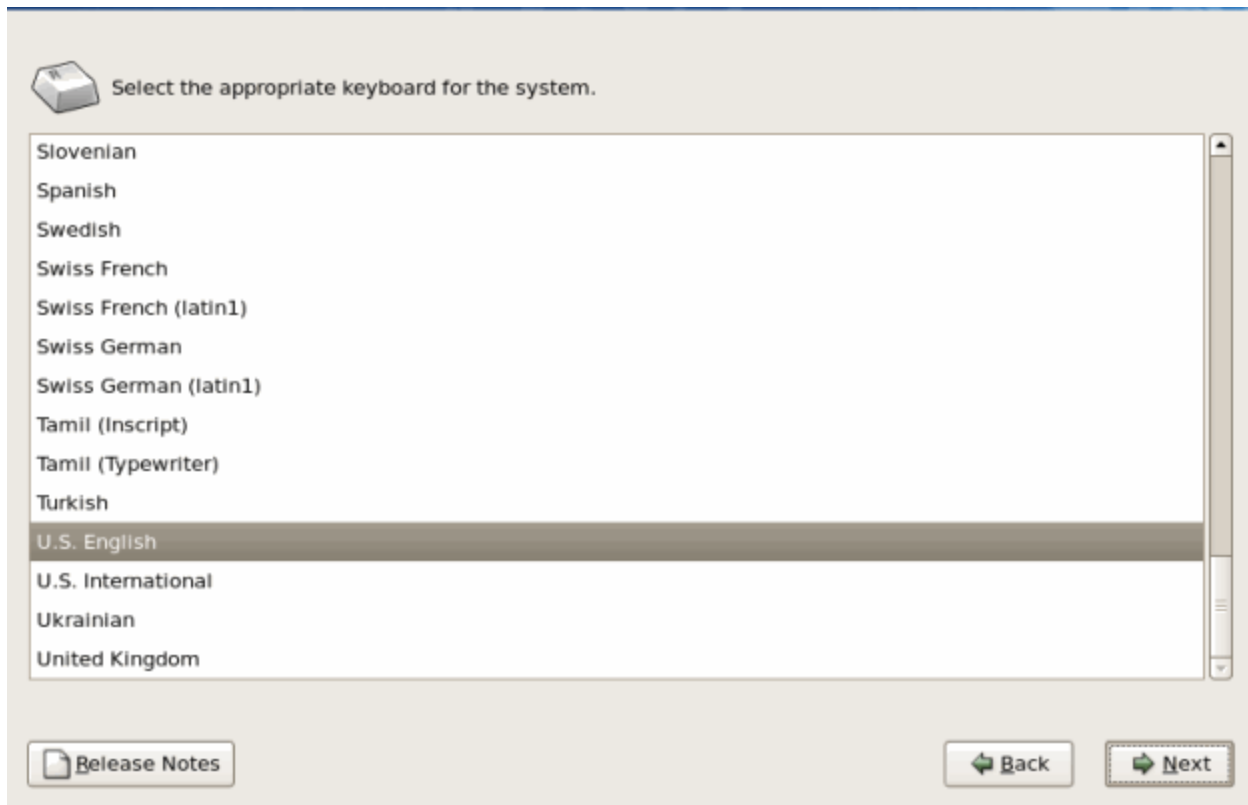 Select the appropriate keyboard for the system.
Slovenian
Spanish
Swedish
Swiss French
Swiss French (latin1)
Swiss German
Swiss German (latin1)
Tamil (Inscript)
Tamil (Typewriter)
Turkish
U.S. English
U.S. International
Ukrainian
United Kingdom
Release Notes
Back
Next